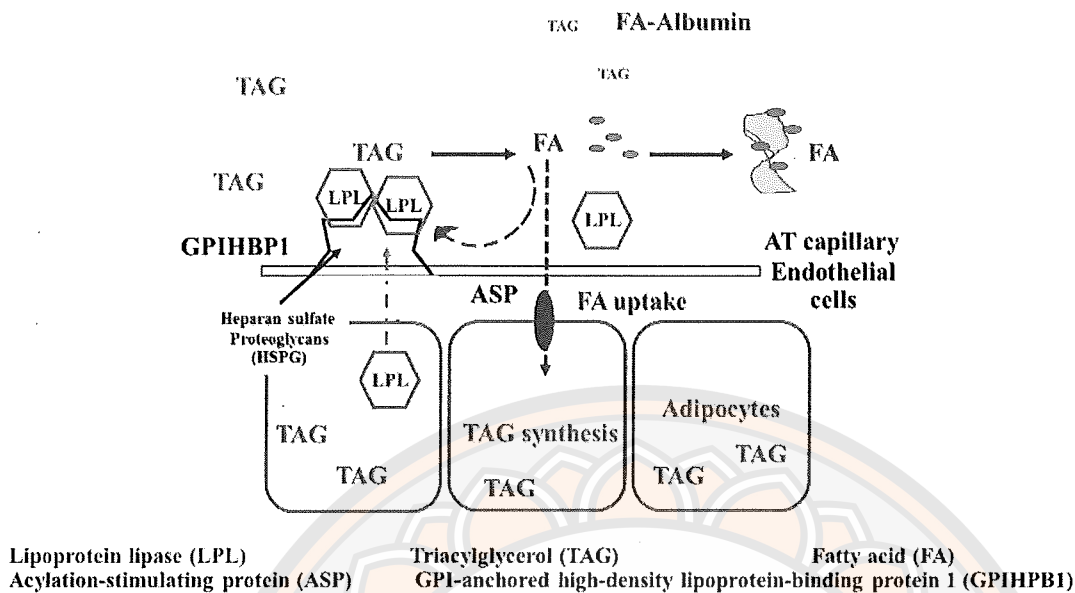 TAG FA-Albumin
TAG
TAG
TAG FA FA
TAG
LPL LPL LPL
GPIHBP1
AT capillary
Endothelial
cells
ASP FA uptake
Heparan sulfate
Proteoglycans
(HSPG)
LPL
TAG
TAG
TAG synthesis
TAG
Adipocytes
TAG
TAG
Lipoprotein lipase (LPL) Triacylglycerol (TAG) Fatty acid (FA)
Acylation-stimulating protein (ASP) GPI-anchored high-density lipoprotein-binding protein 1 (GPIHPB1)